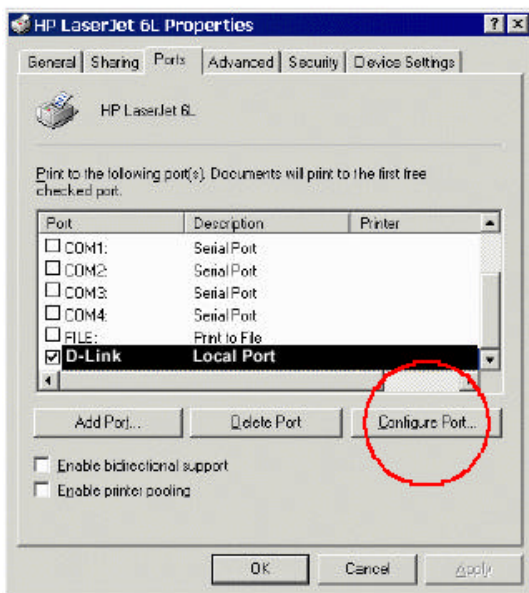 HP LaserJet 6L Properties
General Sharing Ports Advanced Security Device Settings
HP LaserJet 6L
Print to the following port(s). Documents will print to the first free
checked port.
Port Description Printer
COM1: Serial Port
COM2: Serial Port
COM3: Serial Port
COM4: Serial Port
FILE: Print to File
D-Link Local Port
Add Port... Delete Port Configure Port...
Enable bidirectional support
Enable printer pooling
OK Cancel Apply